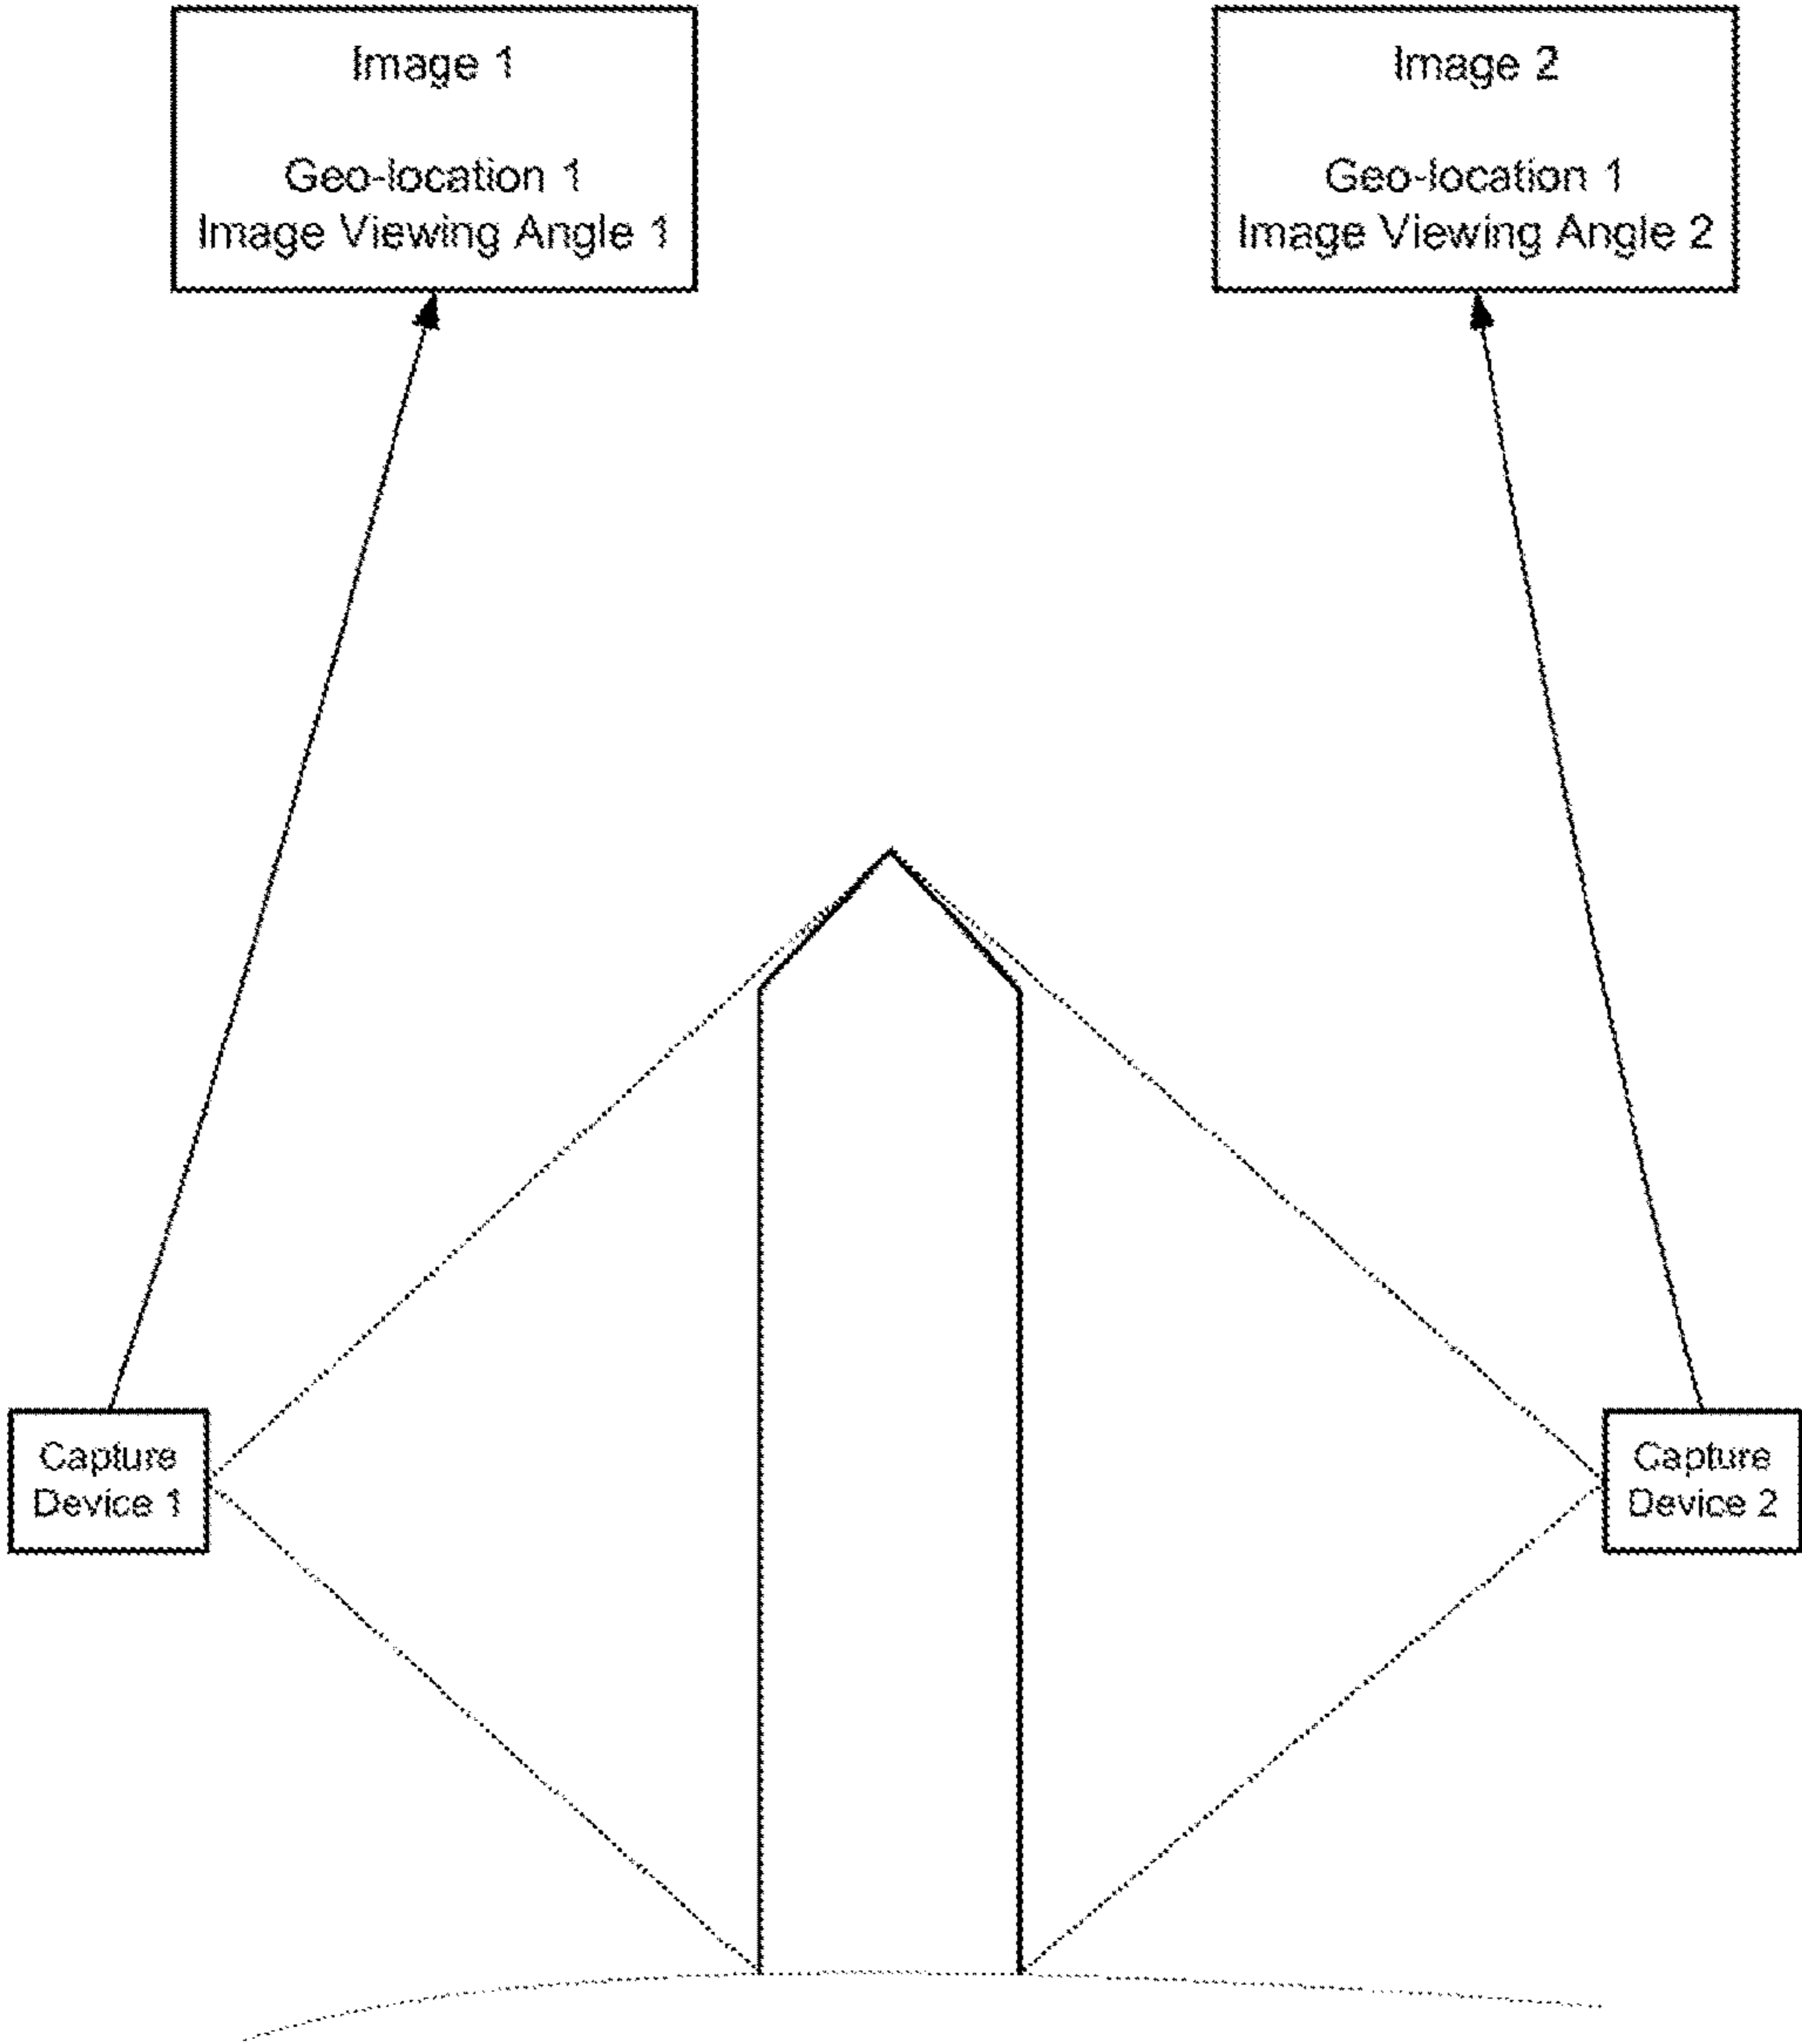 Image 1
Geo-location 1
Image Viewing Angle 1
Image 2
Geo-location 1
Image Viewing Angle 2
Capture
Device 1
Capture
Device 2